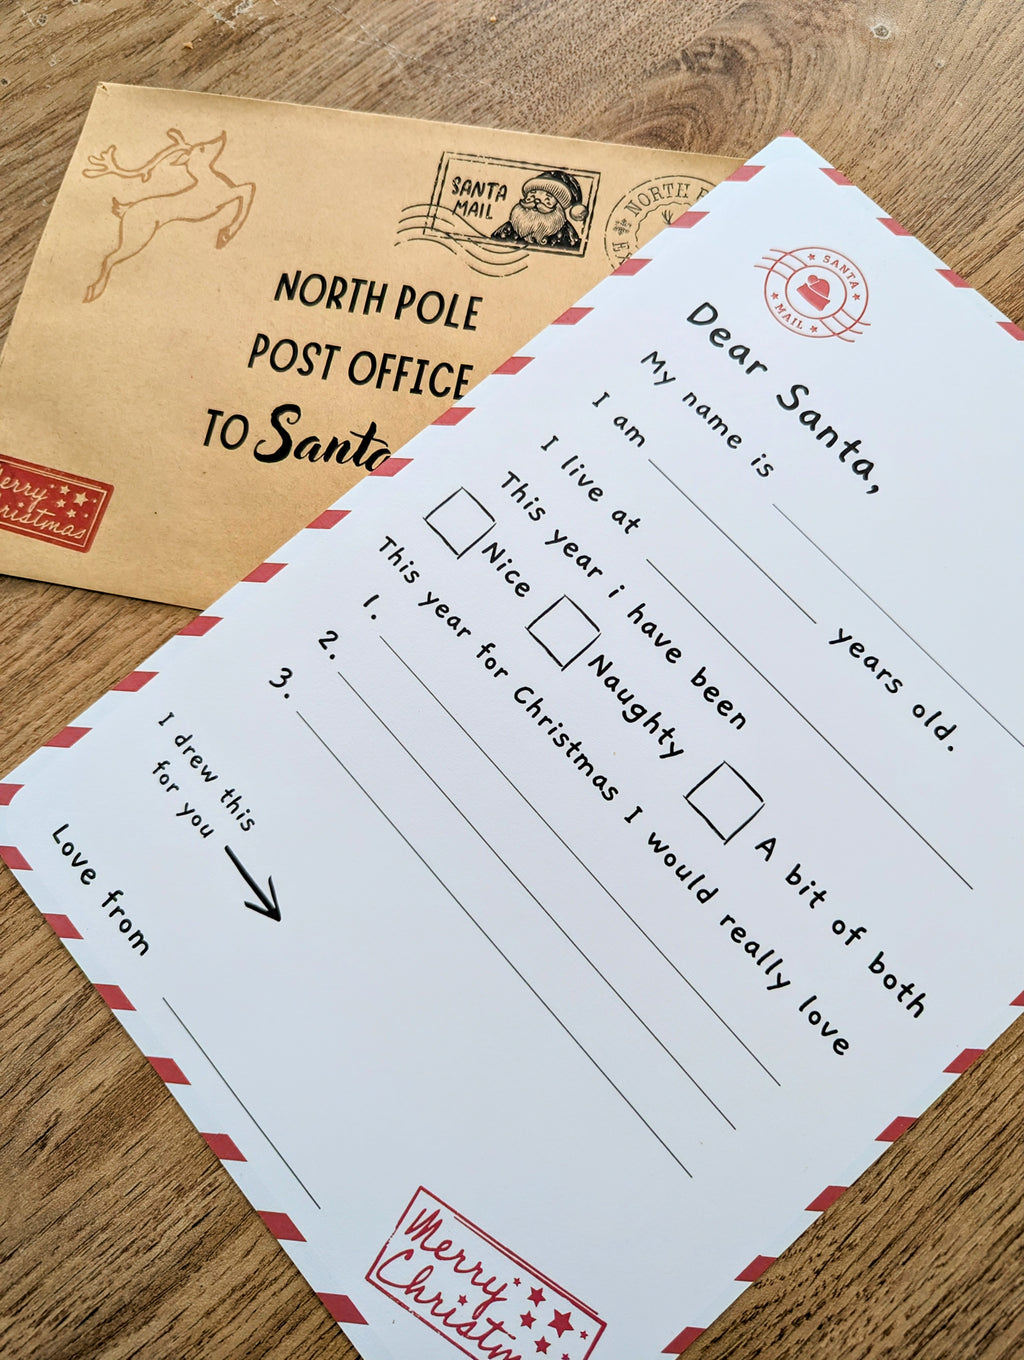 SANTA
MAIL
NORTH
NORTH POLE
POST OFFICE
TO Santa
Merry
Christmas
SANTA
MAIL
Dear Santa,
My name is
I am years old.
I live at
This year i have been
Nice Naughty A bit of both
This year for Christmas I would really love
1.
2.
3.
I drew this
for you
Love from
Merry